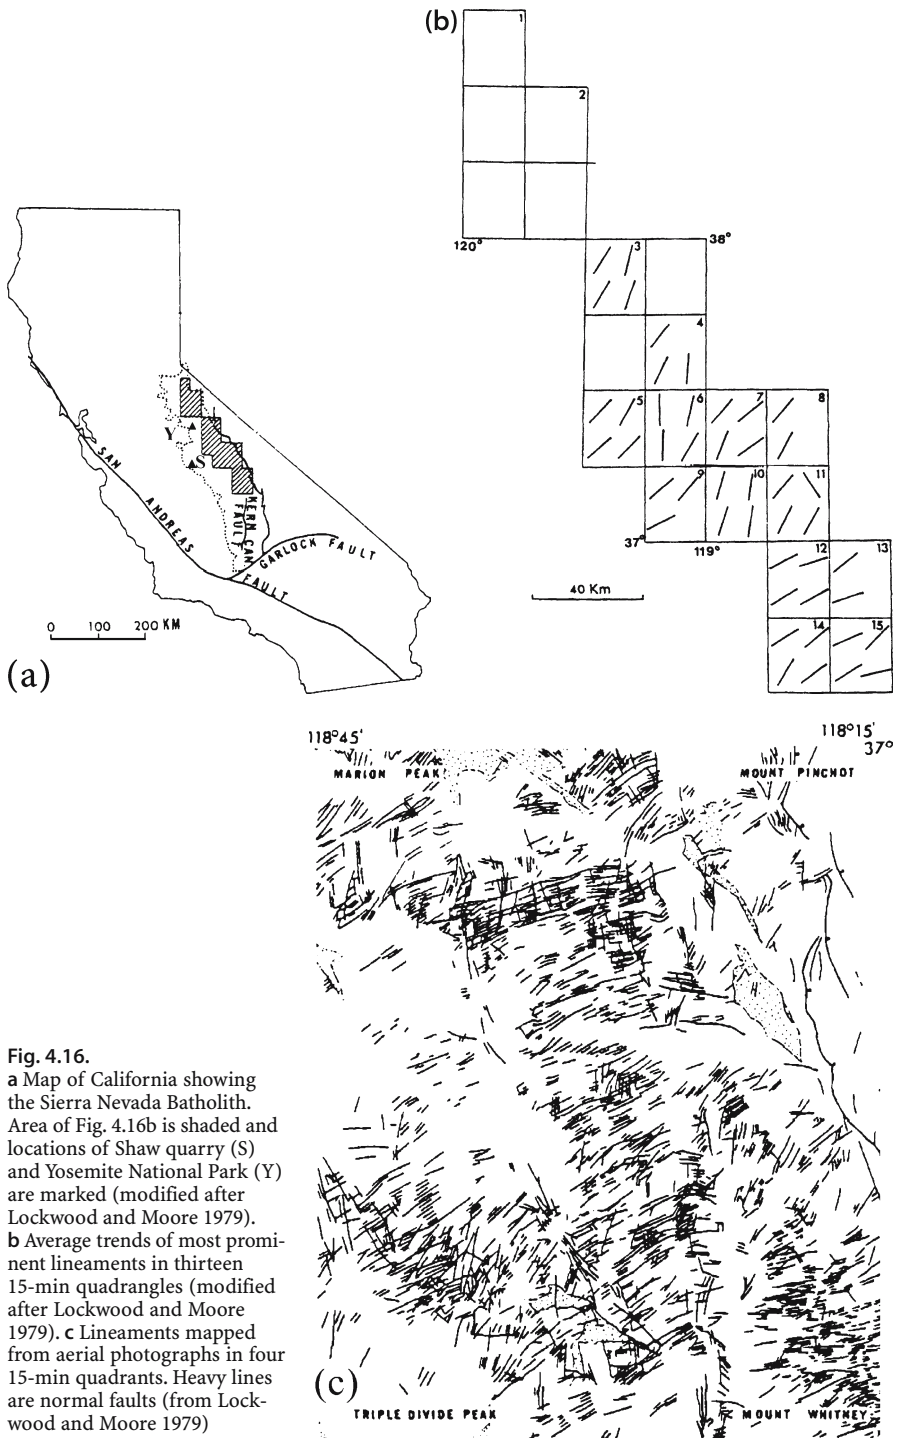 (b)
1
2
120°
38°
3
4
5
6
7
8
9
10
11
37°
119°
12
13
14
15
40 Km
Y
S
SAN
ANDREAS
FAULT
KERN CAN
FAULT
GARLOCK FAULT
0 100 200 KM
(a)
118°45'
118°15'
37°
MARION PEAK
MOUNT PINCHOT
H
(c)
TRIPLE DIVIDE PEAK
MOUNT WHITNEY
Fig. 4.16.
a Map of California showing
the Sierra Nevada Batholith.
Area of Fig. 4.16b is shaded and
locations of Shaw quarry (S)
and Yosemite National Park (Y)
are marked (modified after
Lockwood and Moore 1979).
b Average trends of most promi-
nent lineaments in thirteen
15-min quadrangles (modified
after Lockwood and Moore
1979). c Lineaments mapped
from aerial photographs in four
15-min quadrants. Heavy lines
are normal faults (from Lock-
wood and Moore 1979)